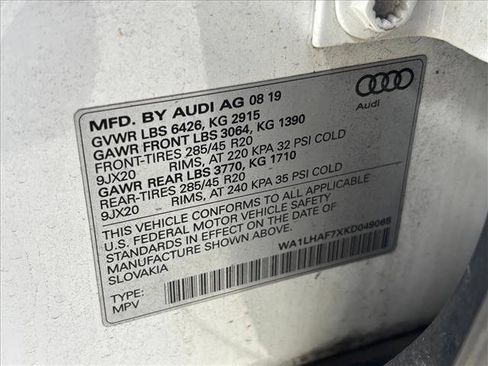 MFD. BY AUDI AG 08 19
GVWR LBS 6426, KG 2915
GAWR FRONT LBS 3064, KG 1390
FRONT-TIRES 285/45 R20
9JX20 RIMS, AT 220 KPA 32 PSI COLD
GAWR REAR LBS 3770, KG 1710
REAR-TIRES 285/45 R20
9JX20 RIMS, AT 240 KPA 35 PSI COLD
THIS VEHICLE CONFORMS TO ALL APPLICABLE
U.S. FEDERAL MOTOR VEHICLE SAFETY
STANDARDS IN EFFECT ON THE DATE OF
MANUFACTURE SHOWN ABOVE.
SLOVAKIA
WA1LHAF7XKD049065
TYPE:
MPV
Audi